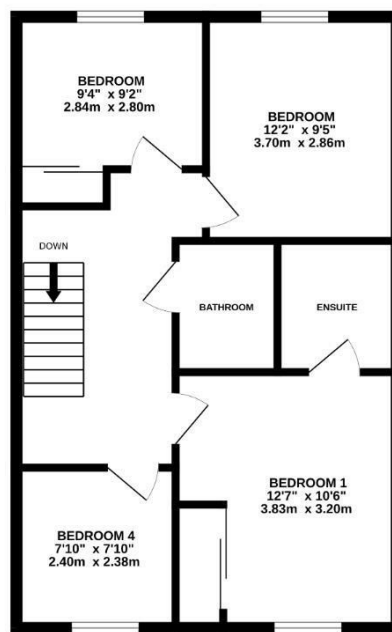 BEDROOM
9'4" x 9'2"
2.84m x 2.80m
BEDROOM
12'2" x 9'5"
3.70m x 2.86m
DOWN
BATHROOM
ENSUITE
BEDROOM 1
12'7" x 10'6"
3.83m x 3.20m
BEDROOM 4
7'10" x 7'10"
2.40m x 2.38m